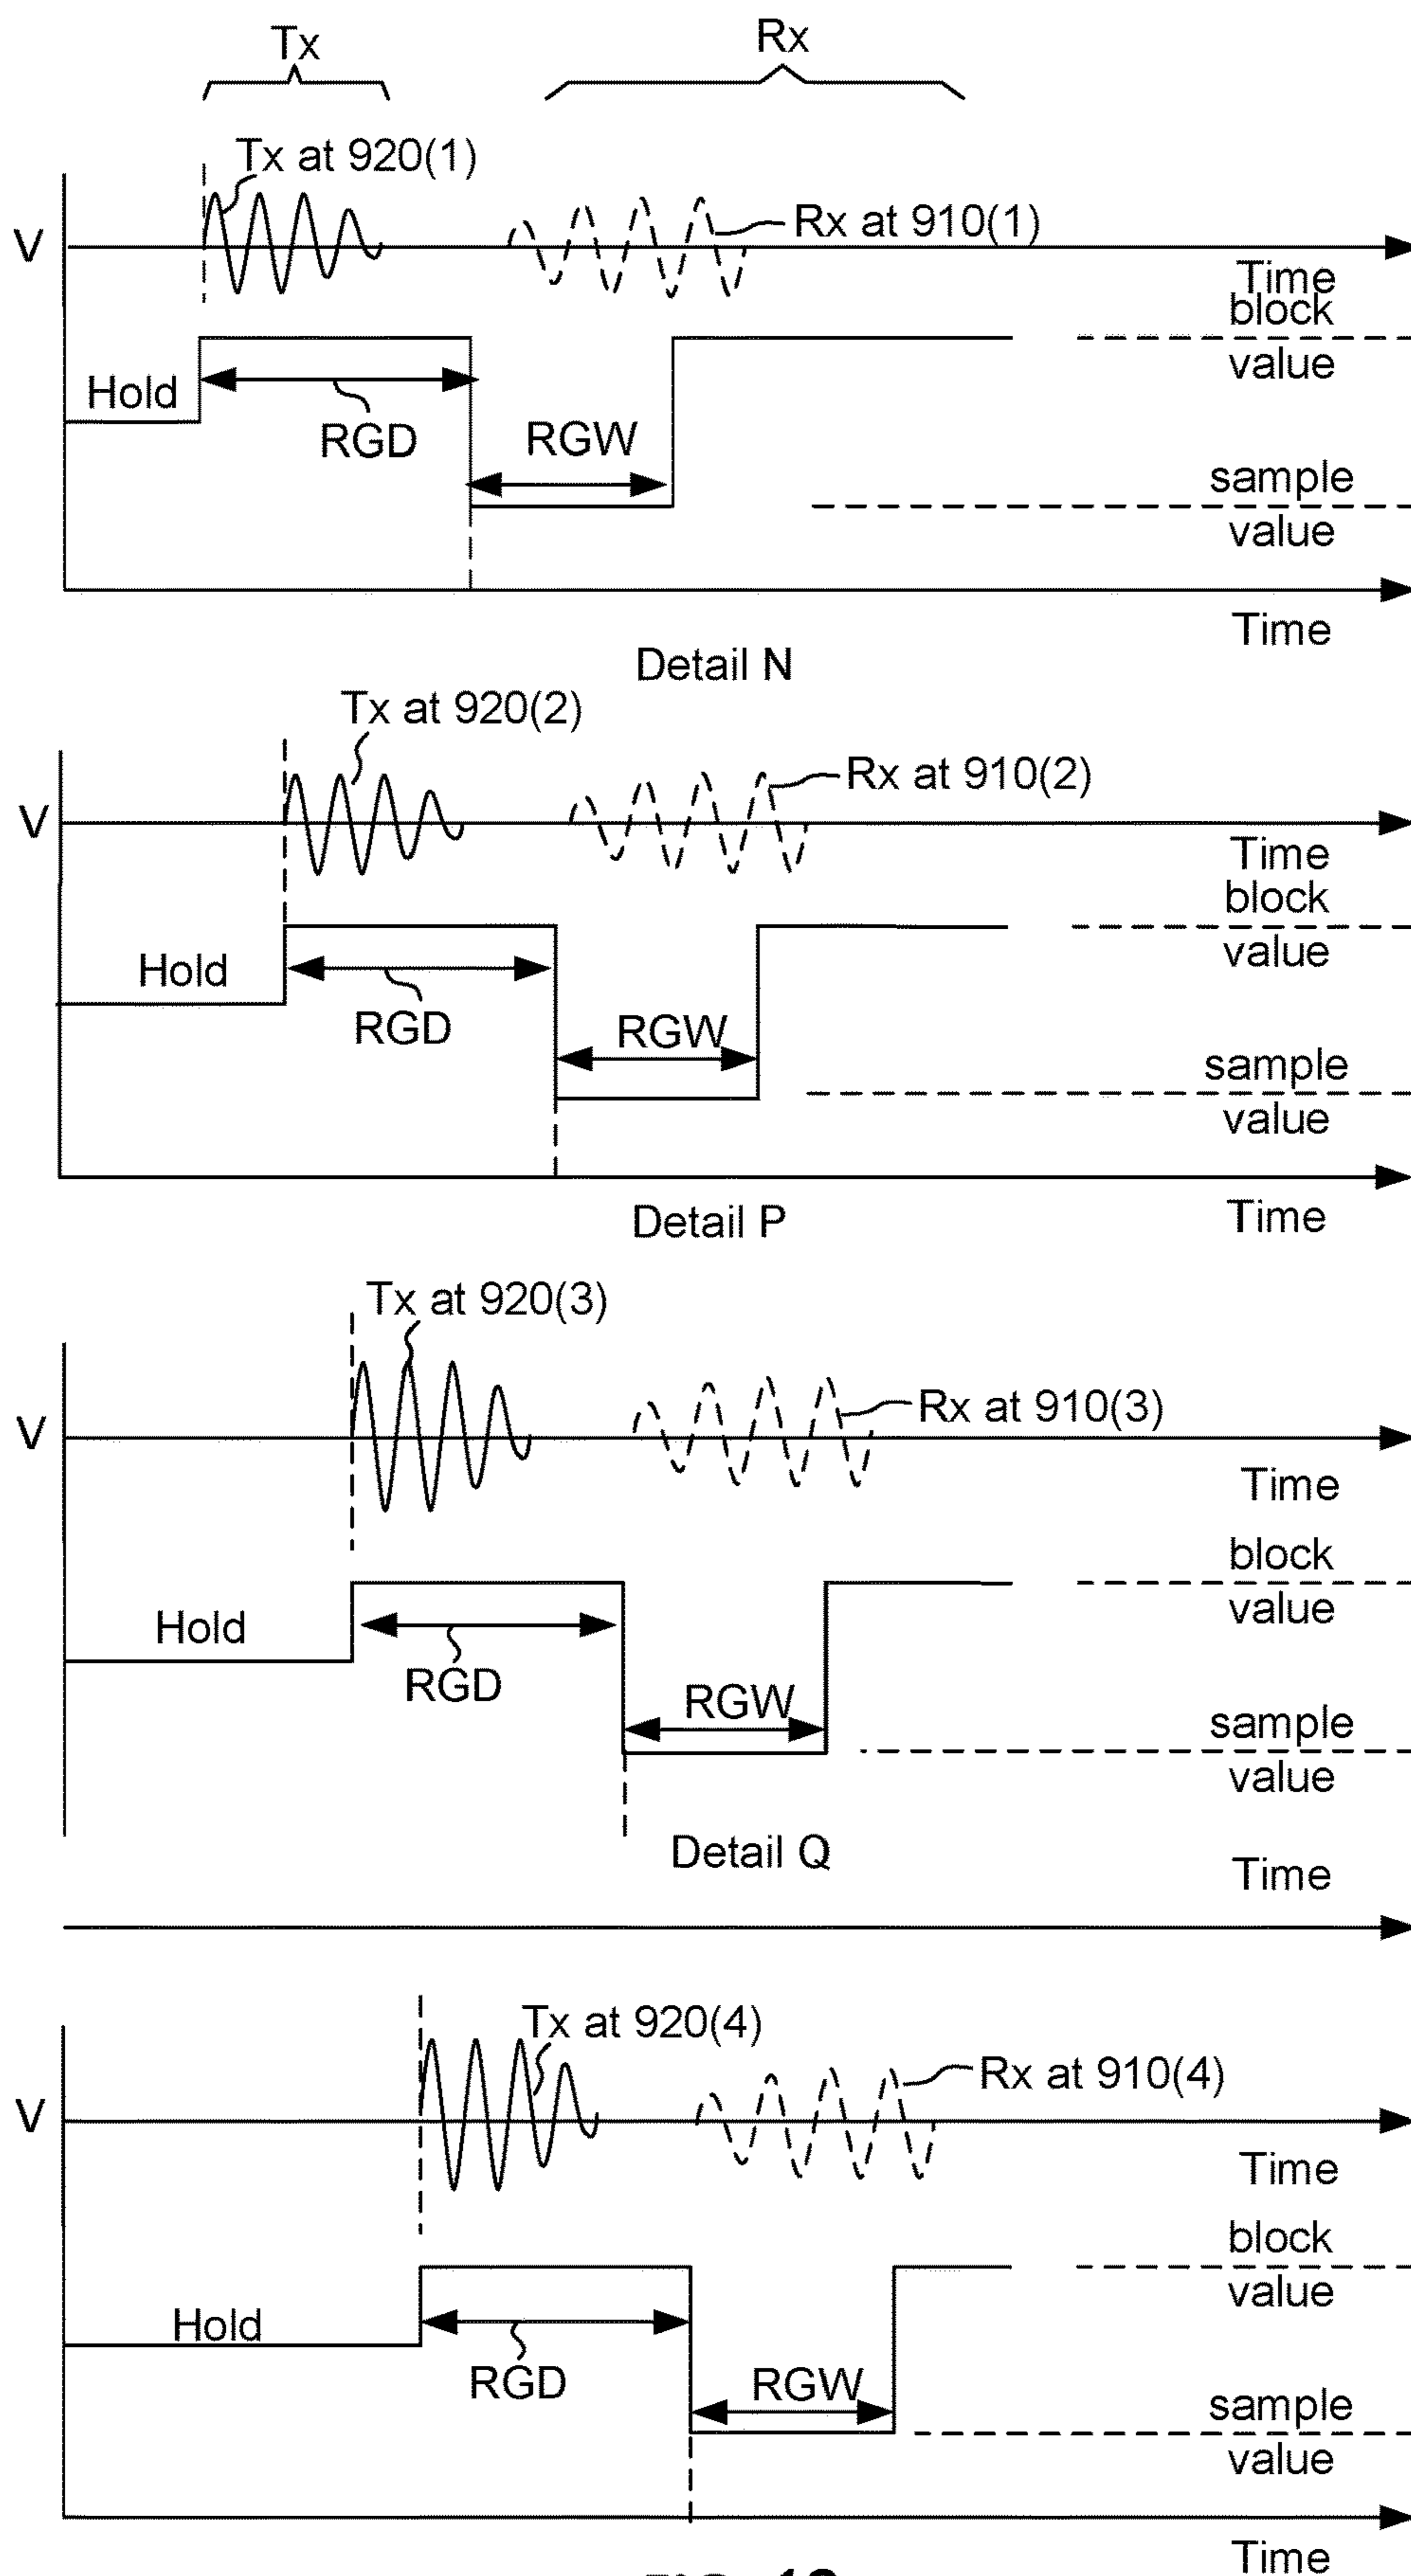 Tx
Rx
Tx at 920(1)
Rx at 910(1)
V
Time
block
value
Hold
RGD
RGW
sample
value
Time
Detail N
Tx at 920(2)
Rx at 910(2)
V
Time
block
value
Hold
RGD
RGW
sample
value
Time
Detail P
Tx at 920(3)
Rx at 910(3)
V
Time
block
value
Hold
RGD
RGW
sample
value
Detail Q
Time
Tx at 920(4)
Rx at 910(4)
V
Time
block
value
Hold
RGD
RGW
sample
value
Time